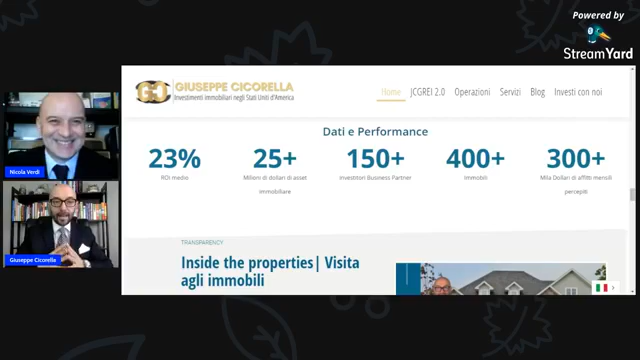 Powered by
StreamYard
GC GIUSEPPE CICORELLA
Investimenti immobiliari negli Stati Uniti d'America
Home JCGREI 2.0 Operazioni Servizi Blog Investi con noi
Dati e Performance
23% 25+ 150+ 400+ 300+
ROI medio Milioni di dollari di asset immobiliare Investitori Business Partner Immobili Mila Dollari di affitti mensili percepiti
TRANSPARENCY
Inside the properties| Visita
agli immobili
Nicola Verdi
Giuseppe Cicorella